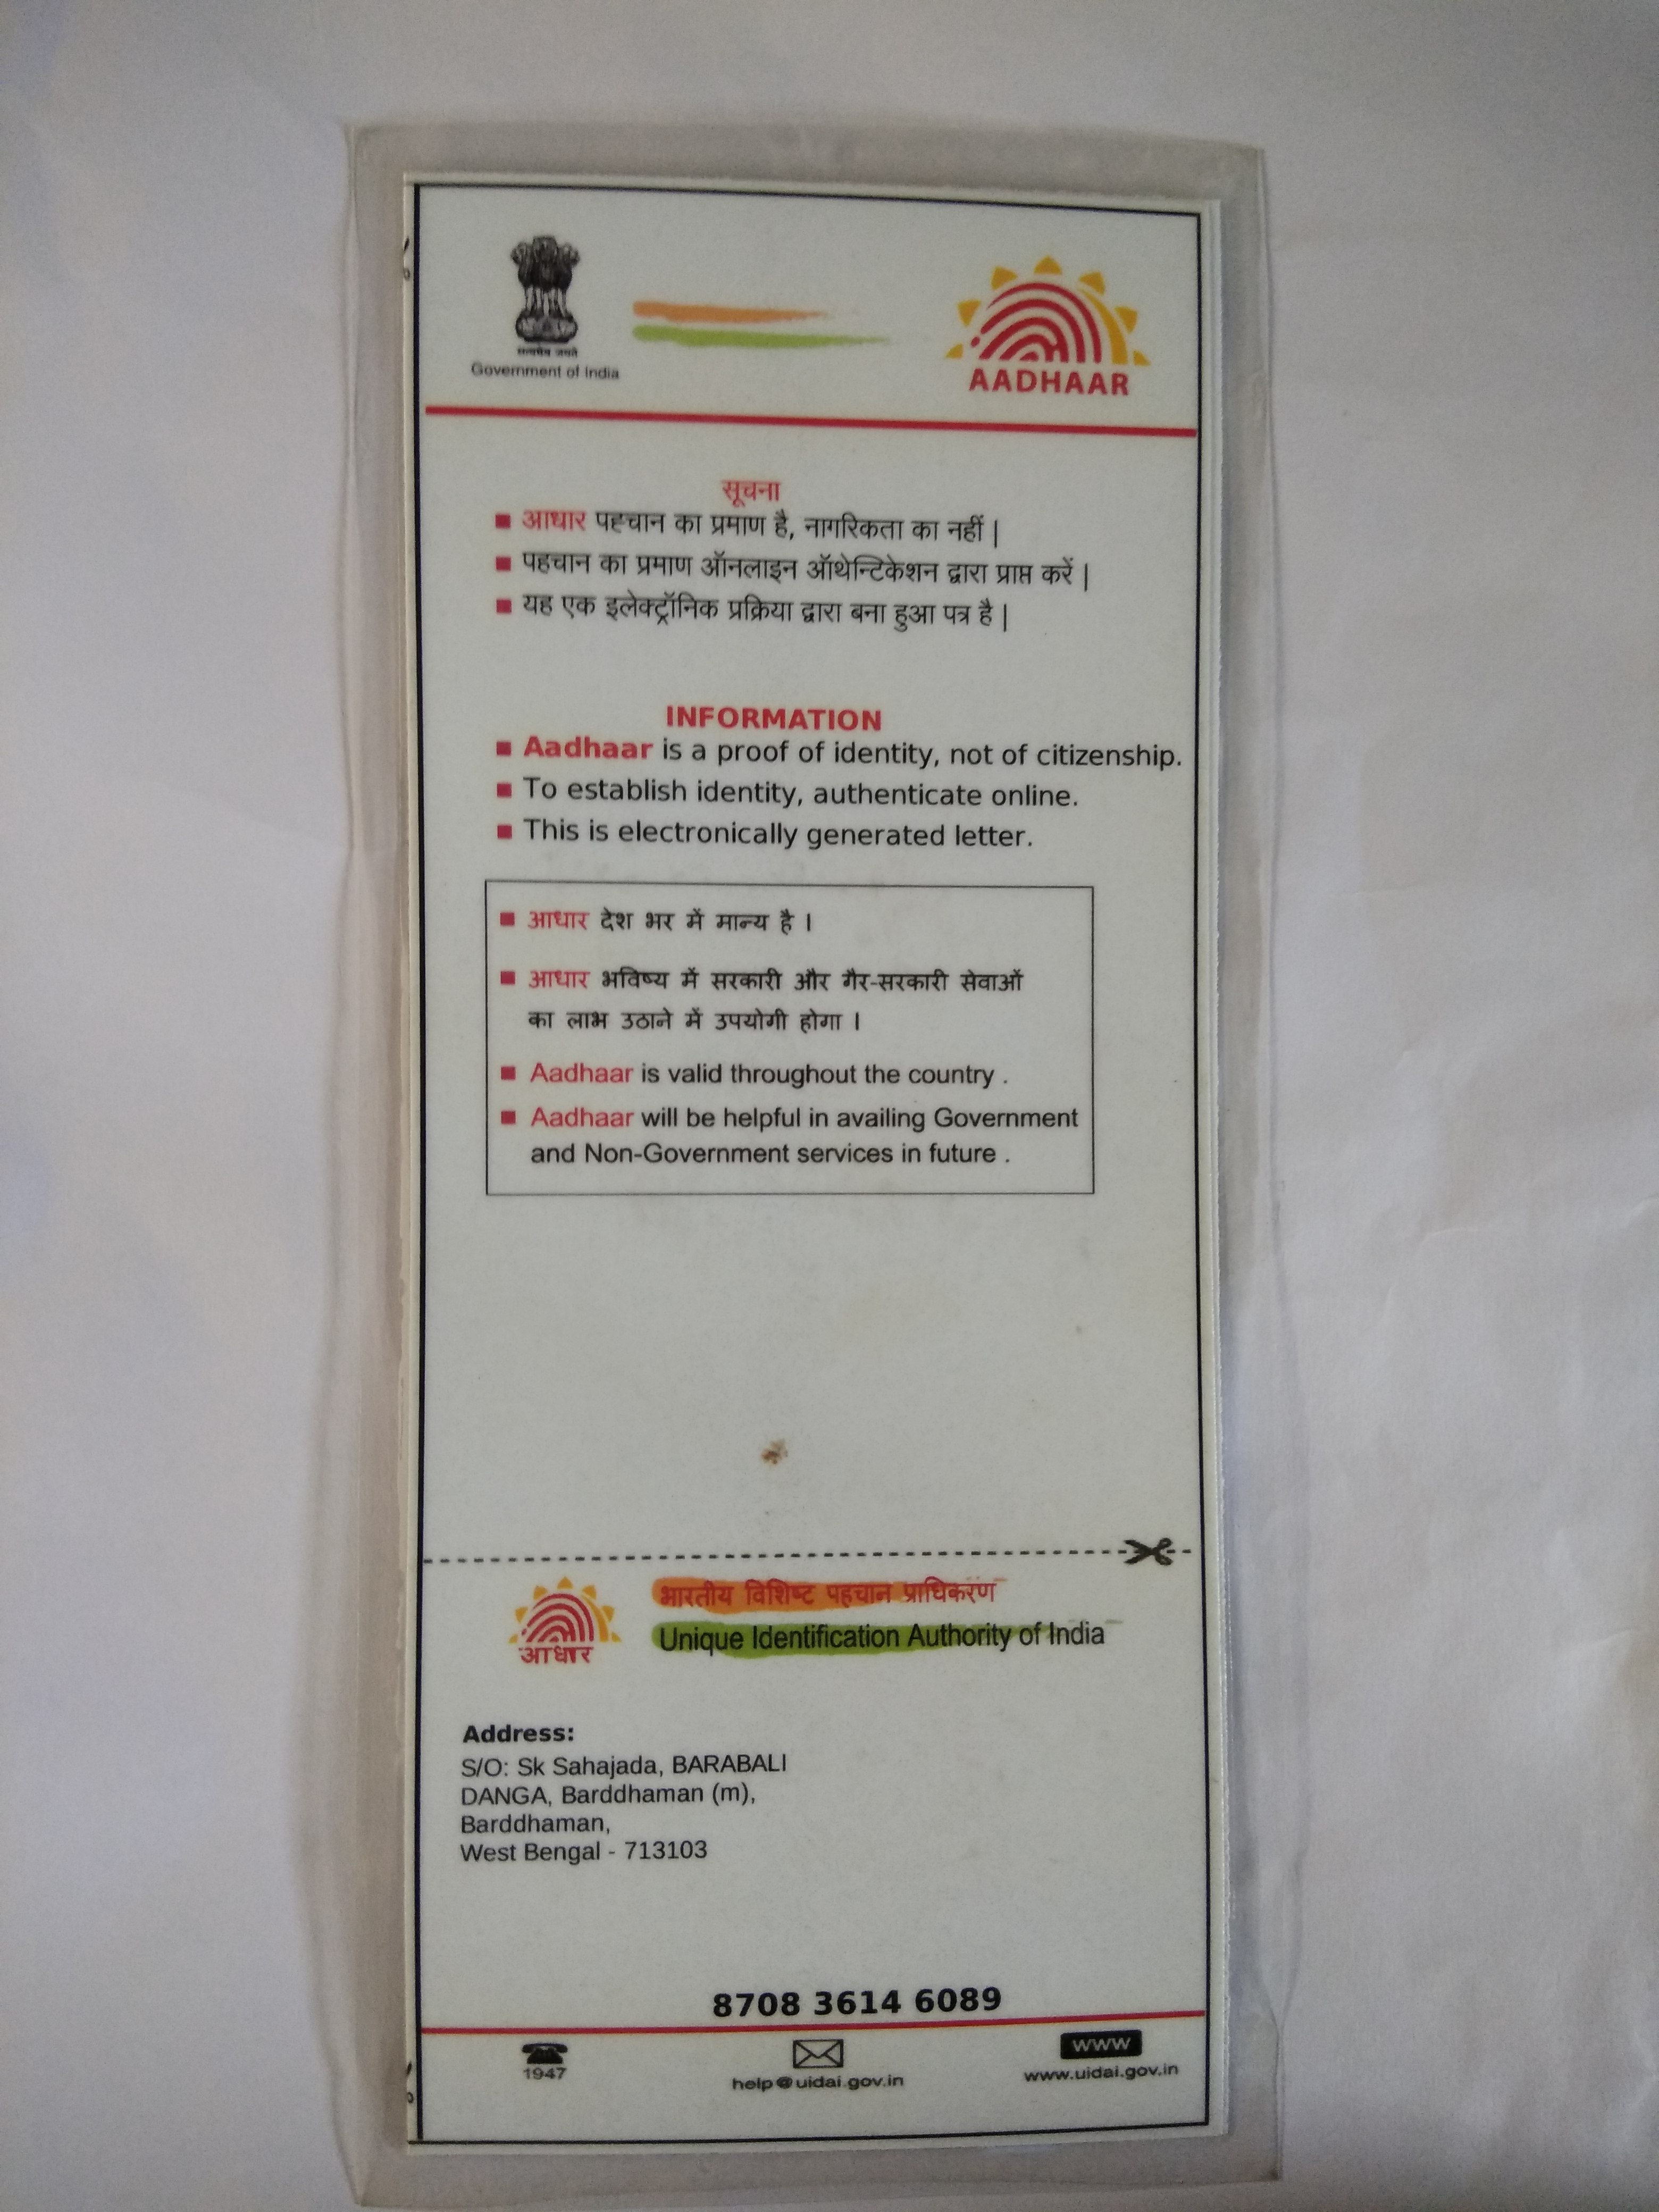 सत्यमेव जयते
Government of India
AADHAAR
सूचना
आधार पहचान का प्रमाण है, नागरिकता का नहीं |
पहचान का प्रमाण ऑनलाइन ऑथेन्टिकेशन द्वारा प्राप्त करें |
यह एक इलेक्ट्रॉनिक प्रक्रिया द्वारा बना हुआ पत्र है |
INFORMATION
Aadhaar is a proof of identity, not of citizenship.
To establish identity, authenticate online.
This is electronically generated letter.
आधार देश भर में मान्य है ।
आधार भविष्य में सरकारी और गैर-सरकारी सेवाओं
का लाभ उठाने में उपयोगी होगा ।
Aadhaar is valid throughout the country .
Aadhaar will be helpful in availing Government
and Non-Government services in future .
भारतीय विशिष्ट पहचान प्राधिकरण
Unique Identification Authority of India
आधार
Address:
S/O: Sk Sahajada, BARABALI
DANGA, Barddhaman (m),
Barddhaman,
West Bengal - 713103
8708 3614 6089
1947
help@uidai.gov.in
www
www.uidai.gov.in